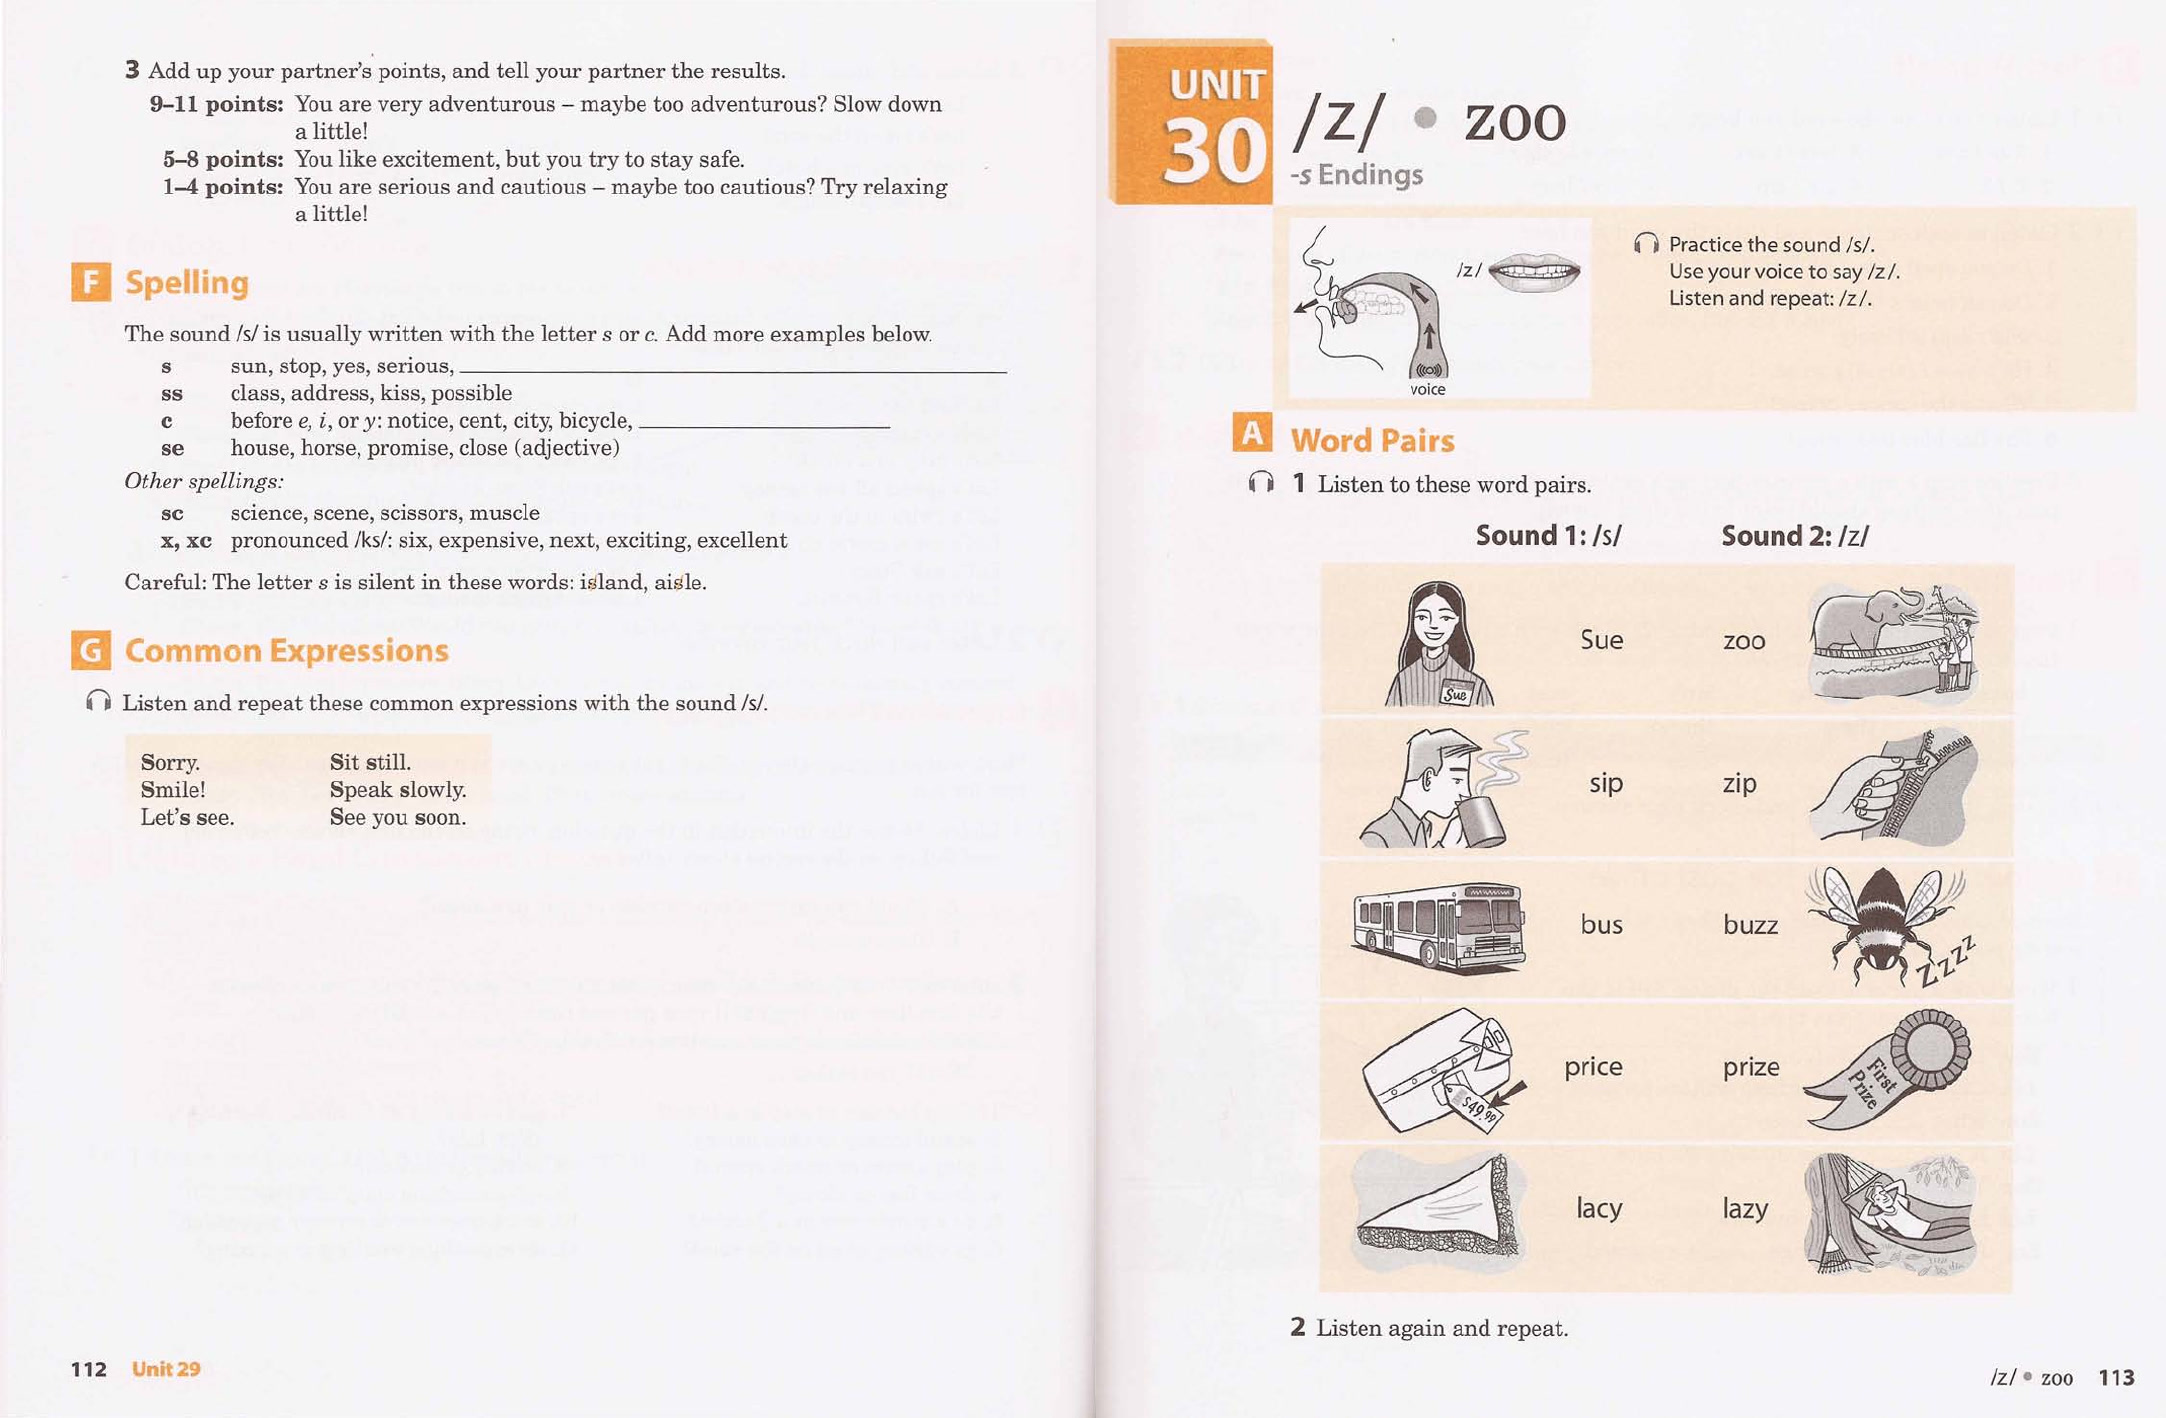 3 Add up your partner's points, and tell your partner the results.
9–11 points: You are very adventurous – maybe too adventurous? Slow down
a little!
5–8 points: You like excitement, but you try to stay safe.
1–4 points: You are serious and cautious – maybe too cautious? Try relaxing
a little!
F Spelling
The sound /s/ is usually written with the letter s or c. Add more examples below.
s sun, stop, yes, serious,
ss class, address, kiss, possible
c before e, i, or y: notice, cent, city, bicycle,
se house, horse, promise, close (adjective)
Other spellings:
sc science, scene, scissors, muscle
x, xc pronounced /ks/: six, expensive, next, exciting, excellent
Careful: The letter s is silent in these words: island, aisle.
G Common Expressions
Listen and repeat these common expressions with the sound /s/.
Sorry. Sit still.
Smile! Speak slowly.
Let's see. See you soon.
112 Unit 29
UNIT
30
/z/ • zoo
-s Endings
/z/
voice
Practice the sound /s/.
Use your voice to say /z/.
Listen and repeat: /z/.
A Word Pairs
1 Listen to these word pairs.
Sound 1: /s/ Sound 2: /z/
Sue zoo
Sue
sip zip
bus buzz
ZZZZ
price prize
$49.99
First
Prize
lacy lazy
2 Listen again and repeat.
/z/ • zoo 113